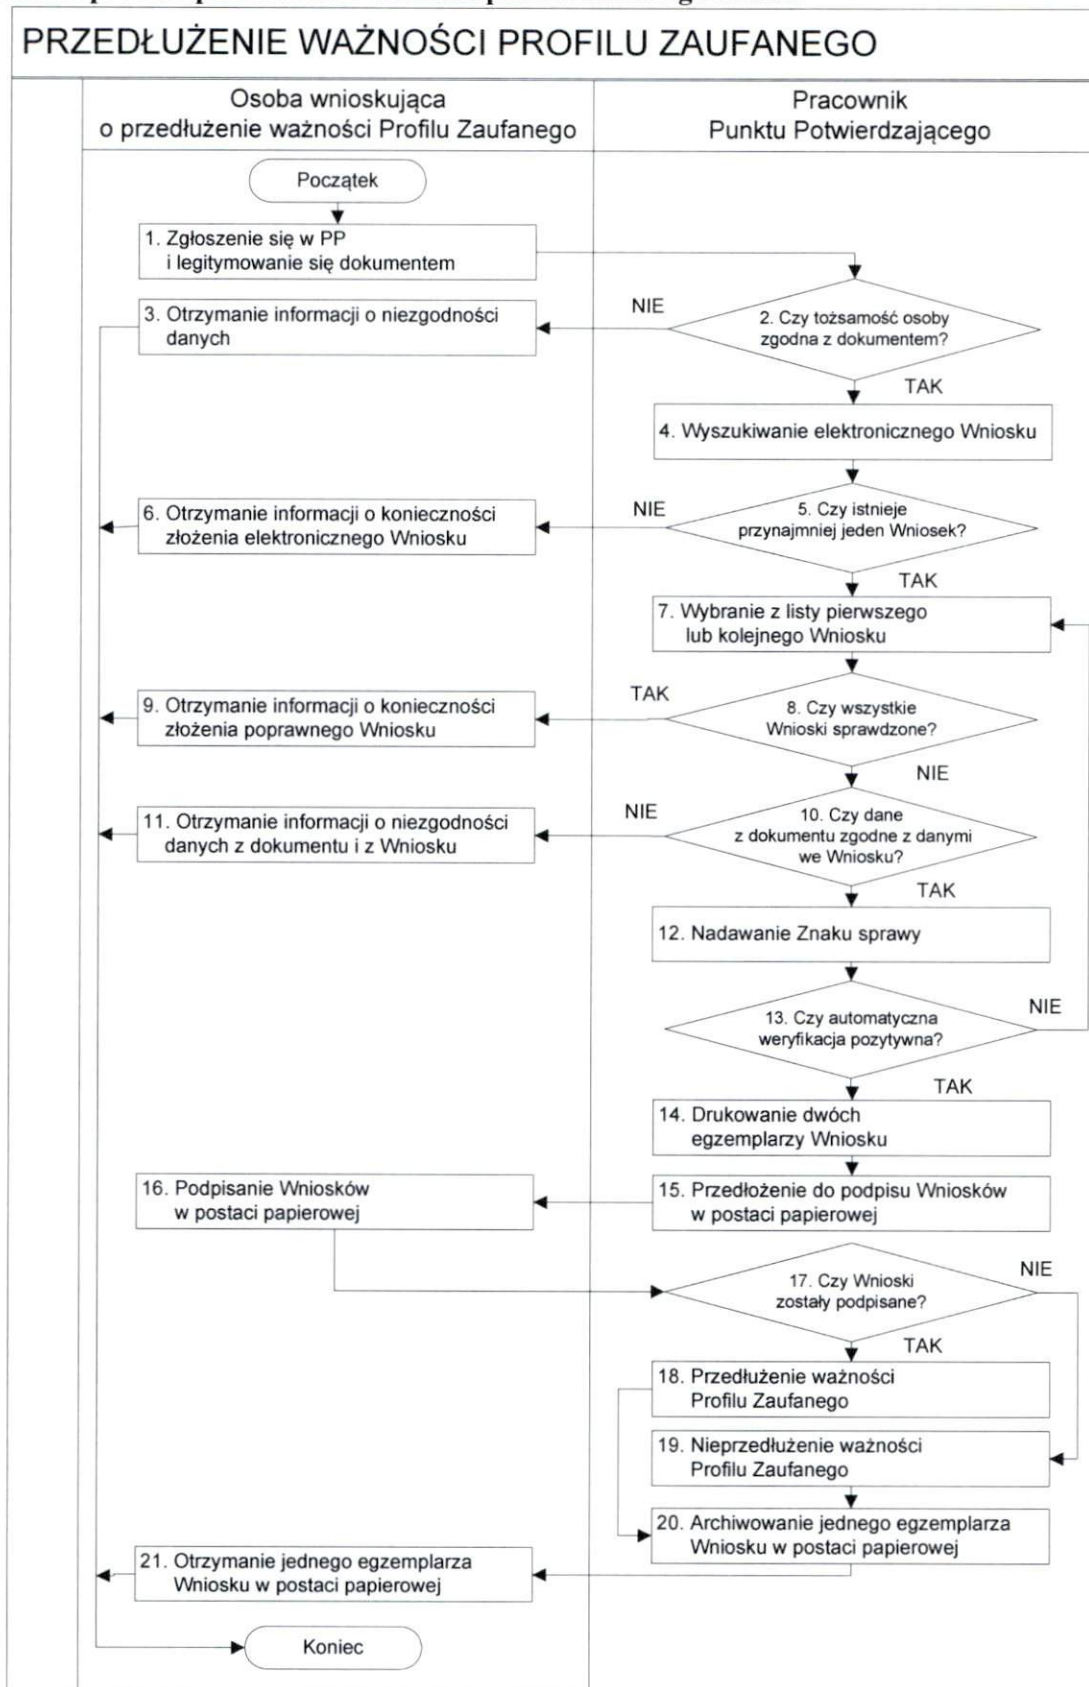 PRZEDŁUŻENIE WAŻNOŚCI PROFILU ZAUFANEGO
Osoba wnioskująca
o przedłużenie ważności Profilu Zaufanego
Pracownik
Punktu Potwierdzającego
Początek
1. Zgłoszenie się w PP
i legitymowanie się dokumentem
2. Czy tożsamość osoby
zgodna z dokumentem?
NIE
3. Otrzymanie informacji o niezgodności
danych
TAK
4. Wyszukiwanie elektronicznego Wniosku
5. Czy istnieje
przynajmniej jeden Wniosek?
NIE
6. Otrzymanie informacji o konieczności
złożenia elektronicznego Wniosku
TAK
7. Wybranie z listy pierwszego
lub kolejnego Wniosku
8. Czy wszystkie
Wnioski sprawdzone?
TAK
9. Otrzymanie informacji o konieczności
złożenia poprawnego Wniosku
NIE
10. Czy dane
z dokumentu zgodne z danymi
we Wniosku?
NIE
11. Otrzymanie informacji o niezgodności
danych z dokumentu i z Wniosku
TAK
12. Nadawanie Znaku sprawy
13. Czy automatyczna
weryfikacja pozytywna?
NIE
TAK
14. Drukowanie dwóch
egzemplarzy Wniosku
15. Przedłożenie do podpisu Wniosków
w postaci papierowej
16. Podpisanie Wniosków
w postaci papierowej
17. Czy Wnioski
zostały podpisane?
NIE
TAK
18. Przedłużenie ważności
Profilu Zaufanego
19. Nieprzedłużenie ważności
Profilu Zaufanego
20. Archiwowanie jednego egzemplarza
Wniosku w postaci papierowej
21. Otrzymanie jednego egzemplarza
Wniosku w postaci papierowej
Koniec